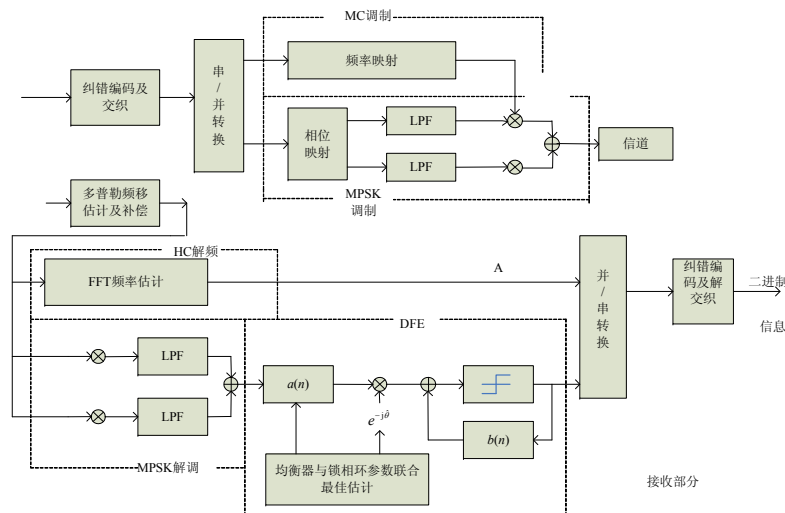 MC调制
频率映射
纠错编码及
交织
串
/
并
转
换
相位
映射
LPF
LPF
信道
MPSK
调制
多普勒频移
估计及补偿
HC解频
FFT频率估计
A
并
/
串
转
换
纠错编
码及解
交织
二进制
信息
DFE
LPF
LPF
a(n)
e^{-jθ̂}
b(n)
MPSK解调
均衡器与锁相环参数联合
最佳估计
接收部分